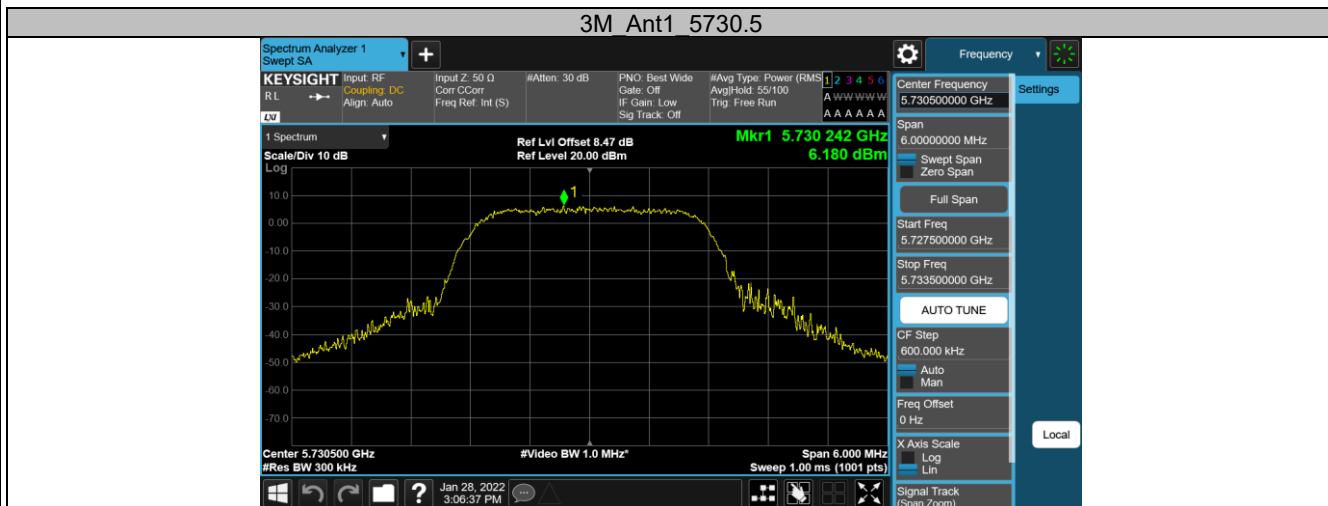 3M_Ant1_5730.5
Spectrum Analyzer 1
Swept SA
+
Frequency
KEYSIGHT
RL
LXI
Input: RF
Coupling: DC
Align: Auto
Input Z: 50 Ω
Corr CCorr
Freq Ref: Int (S)
#Atten: 30 dB
PNO: Best Wide
Gate: Off
IF Gain: Low
Sig Track: Off
#Avg Type: Power (RMS
Avg|Hold: 55/100
Trig: Free Run
1 2 3 4 5 6
A W W W W W
A A A A A A
1 Spectrum
Scale/Div 10 dB
Log
Ref Lvl Offset 8.47 dB
Ref Level 20.00 dBm
Mkr1 5.730 242 GHz
6.180 dBm
1
10.0
0.00
-10.0
-20.0
-30.0
-40.0
-50.0
-60.0
-70.0
Center 5.730500 GHz
#Res BW 300 kHz
#Video BW 1.0 MHz*
Span 6.000 MHz
Sweep 1.00 ms (1001 pts)
?
Jan 28, 2022
3:06:37 PM
Center Frequency
5.730500000 GHz
Span
6.00000000 MHz
Swept Span
Zero Span
Full Span
Start Freq
5.727500000 GHz
Stop Freq
5.733500000 GHz
AUTO TUNE
CF Step
600.000 kHz
Auto
Man
Freq Offset
0 Hz
X Axis Scale
Log
Lin
Signal Track
(Span Zoom)
Settings
Local